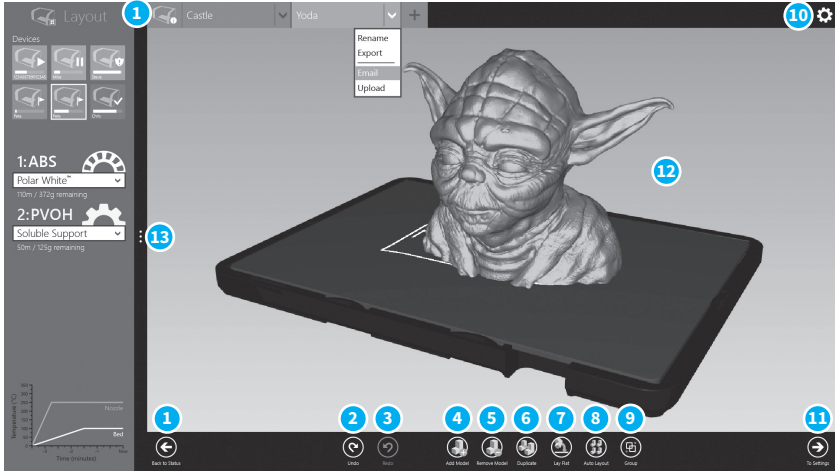 Layout
1
Castle
Yoda
10
Devices
Rename
Export
Email
Upload
1:ABS
Polar White™
110m / 372g remaining
2:PVOH
Soluble Support
50m / 125g remaining
12
13
Temperature (°C)
Nozzle
Bed
Time (minutes)
Now
1
2
3
4
5
6
7
8
9
11
Back to Status
Undo
Redo
Add Model
Remove Model
Duplicate
Lay Flat
Auto Layout
Group
To Settings